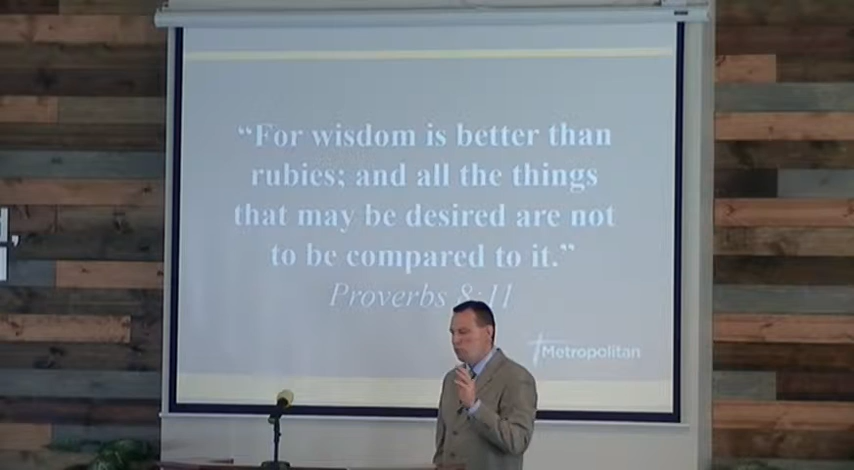 “For wisdom is better than
rubies; and all the things
that may be desired are not
to be compared to it.”
Proverbs 8:11
Metropolitan